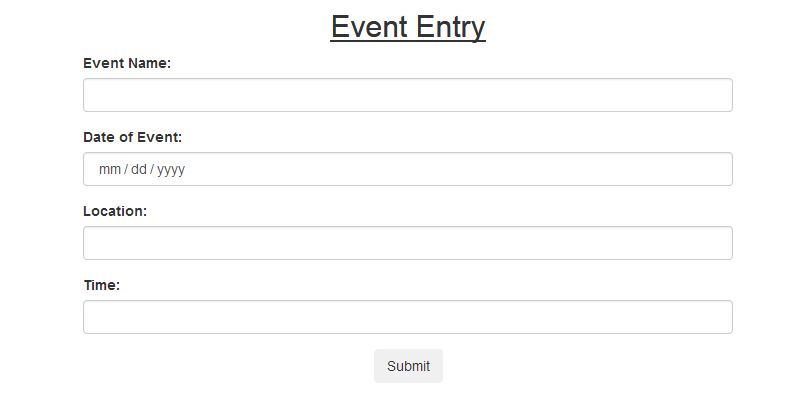 Event Entry
Event Name:
Date of Event:
mm / dd / yyyy
Location:
Time:
Submit